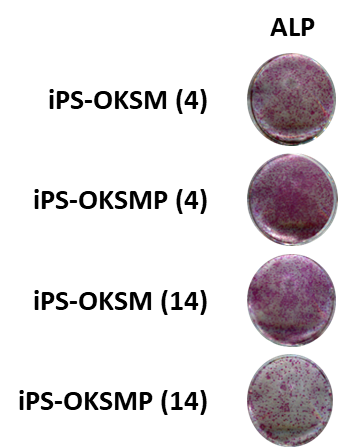 ALP
iPS-OKSM (4)
iPS-OKSMP (4)
iPS-OKSM (14)
iPS-OKSMP (14)